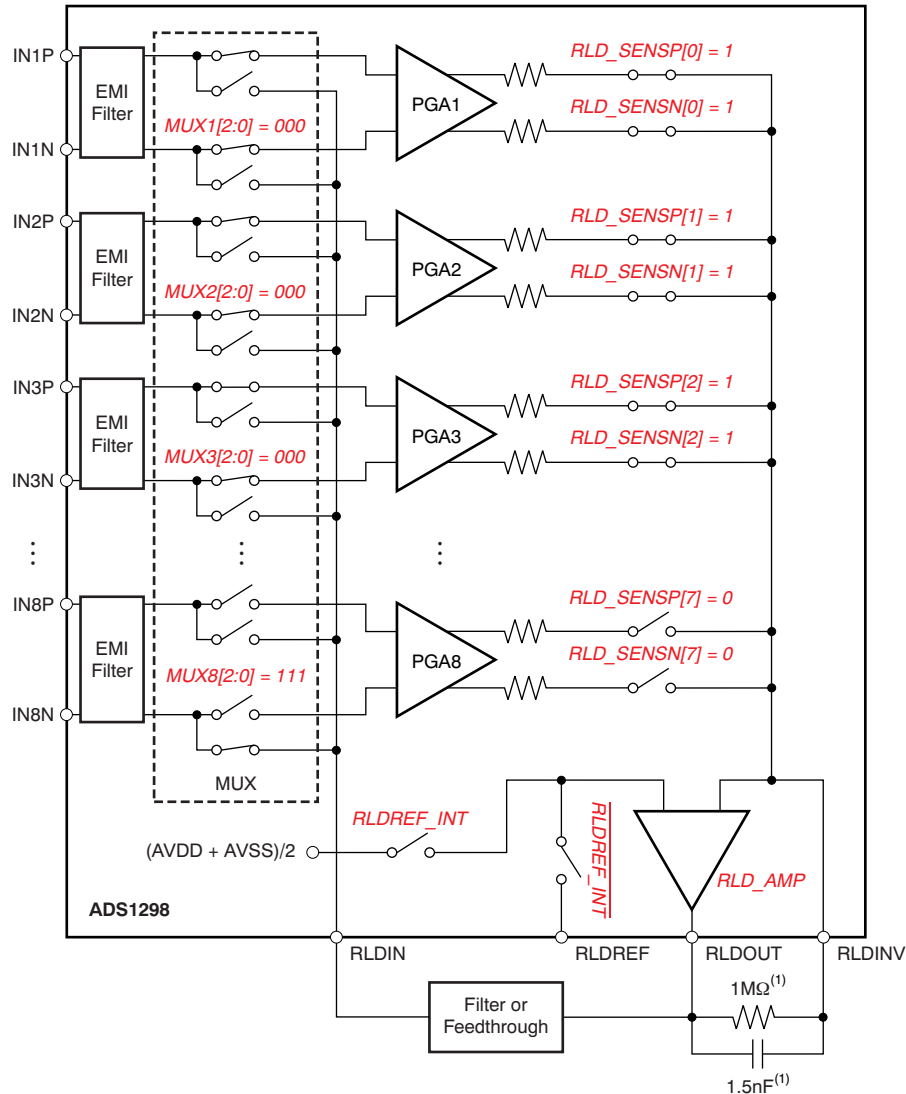 IN1P
EMI
Filter
IN1N
MUX1[2:0] = 000
PGA1
RLD_SENSP[0] = 1
RLD_SENSN[0] = 1
IN2P
EMI
Filter
IN2N
MUX2[2:0] = 000
PGA2
RLD_SENSP[1] = 1
RLD_SENSN[1] = 1
IN3P
EMI
Filter
IN3N
MUX3[2:0] = 000
PGA3
RLD_SENSP[2] = 1
RLD_SENSN[2] = 1
IN8P
EMI
Filter
IN8N
MUX8[2:0] = 111
PGA8
RLD_SENSP[7] = 0
RLD_SENSN[7] = 0
MUX
RLDREF_INT
(AVDD + AVSS)/2
RLDREF_INT
RLD_AMP
ADS1298
RLDIN
RLDREF
RLDOUT
RLDINV
Filter or
Feedthrough
1MΩ(1)
1.5nF(1)